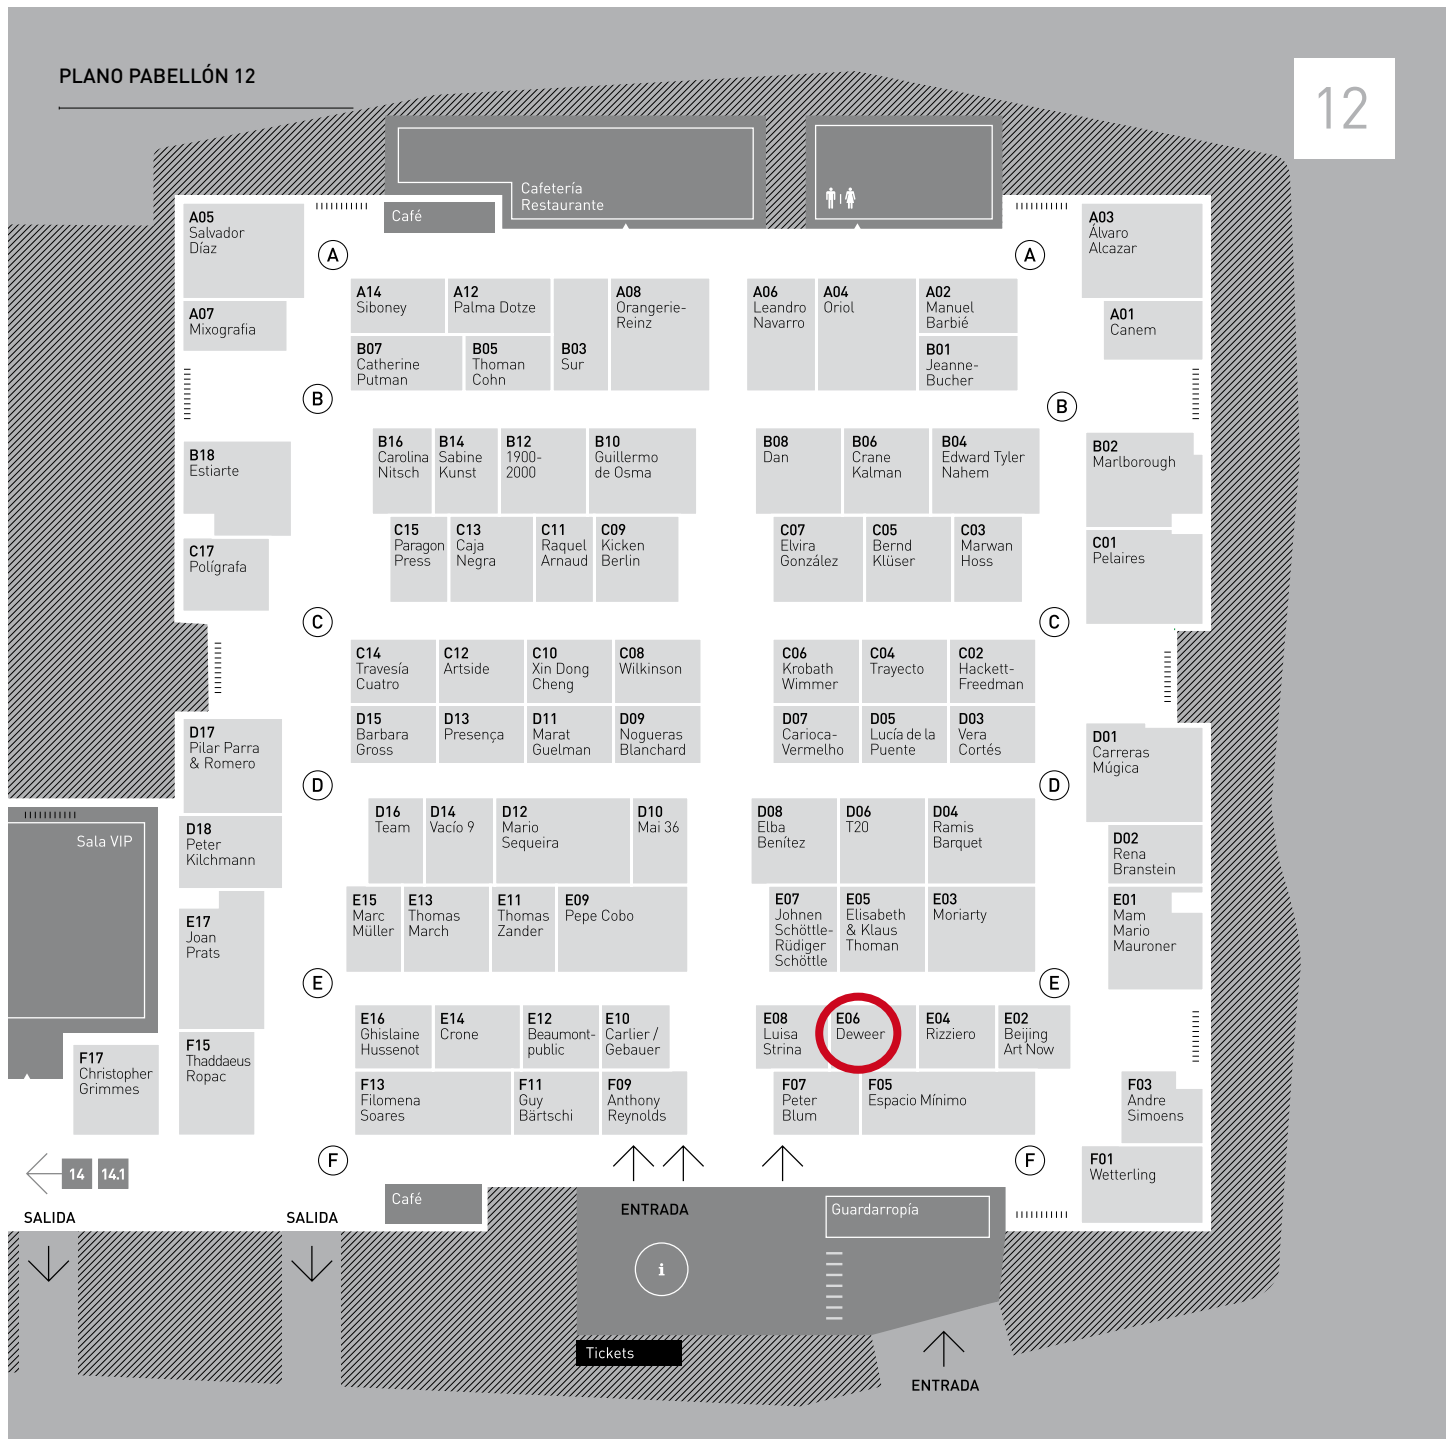 PLANO PABELLÓN 12
12
Cafetería
Restaurante
Café
A05
Salvador
Díaz
A
A
A03
Álvaro
Alcazar
A07
Mixografia
A14
Siboney
A12
Palma Dotze
B03
Sur
A08
Orangerie-
Reinz
A06
Leandro
Navarro
A04
Oriol
A02
Manuel
Barbié
A01
Canem
B07
Catherine
Putman
B05
Thoman
Cohn
B01
Jeanne-
Bucher
B
B
B18
Estiarte
B16
Carolina
Nitsch
B14
Sabine
Kunst
B12
1900-
2000
B10
Guillermo
de Osma
B08
Dan
B06
Crane
Kalman
B04
Edward Tyler
Nahem
B02
Marlborough
C17
Polígrafa
C15
Paragon
Press
C13
Caja
Negra
C11
Raquel
Arnaud
C09
Kicken
Berlin
C07
Elvira
González
C05
Bernd
Klüser
C03
Marwan
Hoss
C01
Pelaires
C
C
C14
Travesía
Cuatro
C12
Artside
C10
Xin Dong
Cheng
C08
Wilkinson
C06
Krobath
Wimmer
C04
Trayecto
C02
Hackett-
Freedman
D17
Pilar Parra
& Romero
D15
Barbara
Gross
D13
Presença
D11
Marat
Guelman
D09
Nogueras
Blanchard
D07
Carioca-
Vermelho
D05
Lucía de la
Puente
D03
Vera
Cortés
D01
Carreras
Múgica
D
D
Sala VIP
D18
Peter
Kilchmann
D16
Team
D14
Vacío 9
D12
Mario
Sequeira
D10
Mai 36
D08
Elba
Benítez
D06
T20
D04
Ramis
Barquet
D02
Rena
Branstein
E17
Joan
Prats
E15
Marc
Müller
E13
Thomas
March
E11
Thomas
Zander
E09
Pepe Cobo
E07
Johnen
Schöttle-
Rüdiger
Schöttle
E05
Elisabeth
& Klaus
Thoman
E03
Moriarty
E01
Mam
Mario
Mauroner
E
E
E16
Ghislaine
Hussenot
E14
Crone
E12
Beaumont-
public
E10
Carlier /
Gebauer
E08
Luisa
Strina
E06
Deweer
E04
Rizziero
E02
Beijing
Art Now
F17
Christopher
Grimmes
F15
Thaddaeus
Ropac
F13
Filomena
Soares
F11
Guy
Bärtschi
F09
Anthony
Reynolds
F07
Peter
Blum
F05
Espacio Mínimo
F03
Andre
Simoens
F
F
F01
Wetterling
14
14.1
SALIDA
SALIDA
Café
ENTRADA
Guardarropía
i
Tickets
ENTRADA